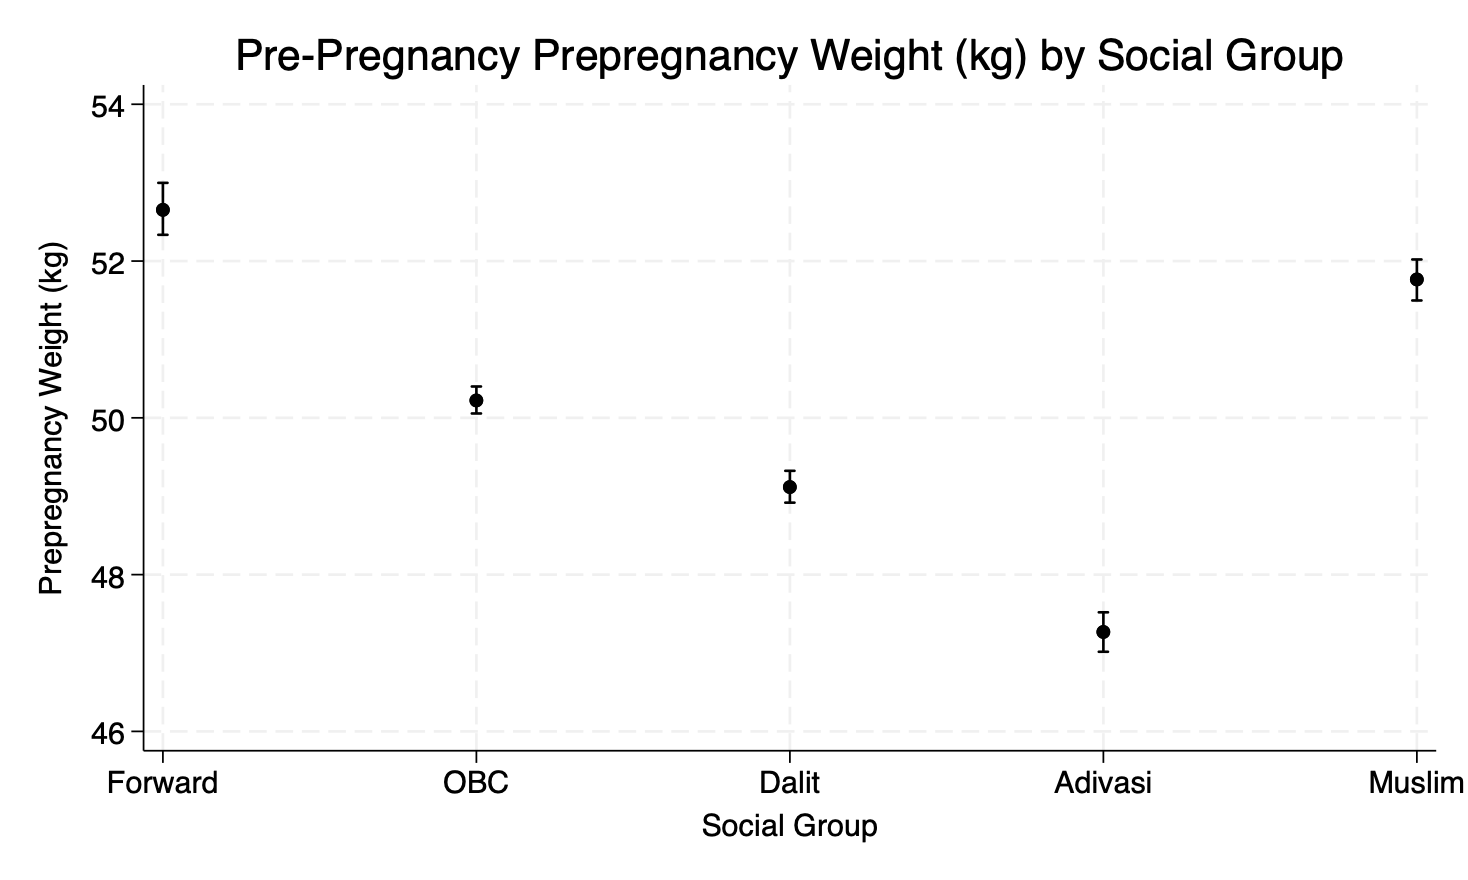 Pre-Pregnancy Prepregnancy Weight (kg) by Social Group
Prepregnancy Weight (kg)
54
52
50
48
46
Forward OBC Dalit Adivasi Muslim
Social Group